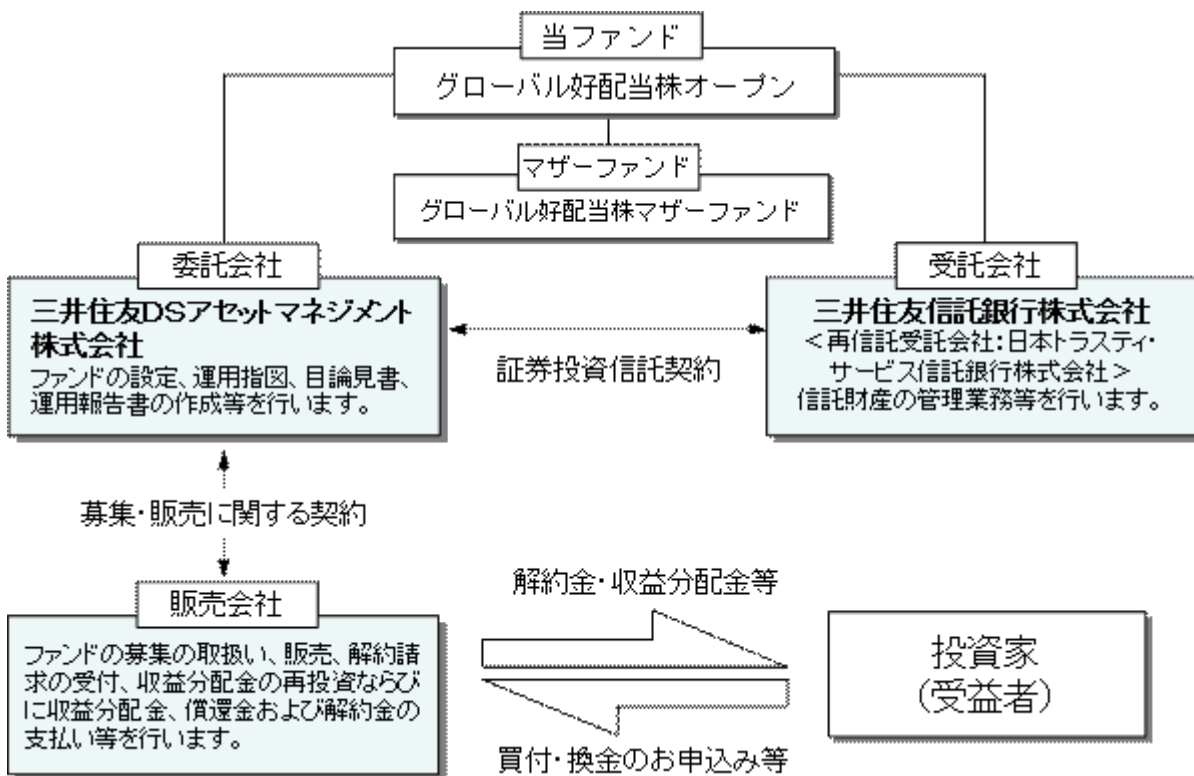 当ファンド
グローバル好配当株オープン
マザーファンド
グローバル好配当株マザーファンド
委託会社
三井住友DSアセットマネジメント
株式会社
ファンドの設定、運用指図、目論見書、
運用報告書の作成等を行います。
証券投資信託契約
受託会社
三井住友信託銀行株式会社
<再信託受託会社:日本トラスティ・
サービス信託銀行株式会社>
信託財産の管理業務等を行います。
募集・販売に関する契約
販売会社
ファンドの募集の取扱い、販売、解約請
求の受付、収益分配金の再投資ならび
に収益分配金、償還金および解約金の
支払い等を行います。
解約金・収益分配金等
買付・換金のお申込み等
投資家
(受益者)